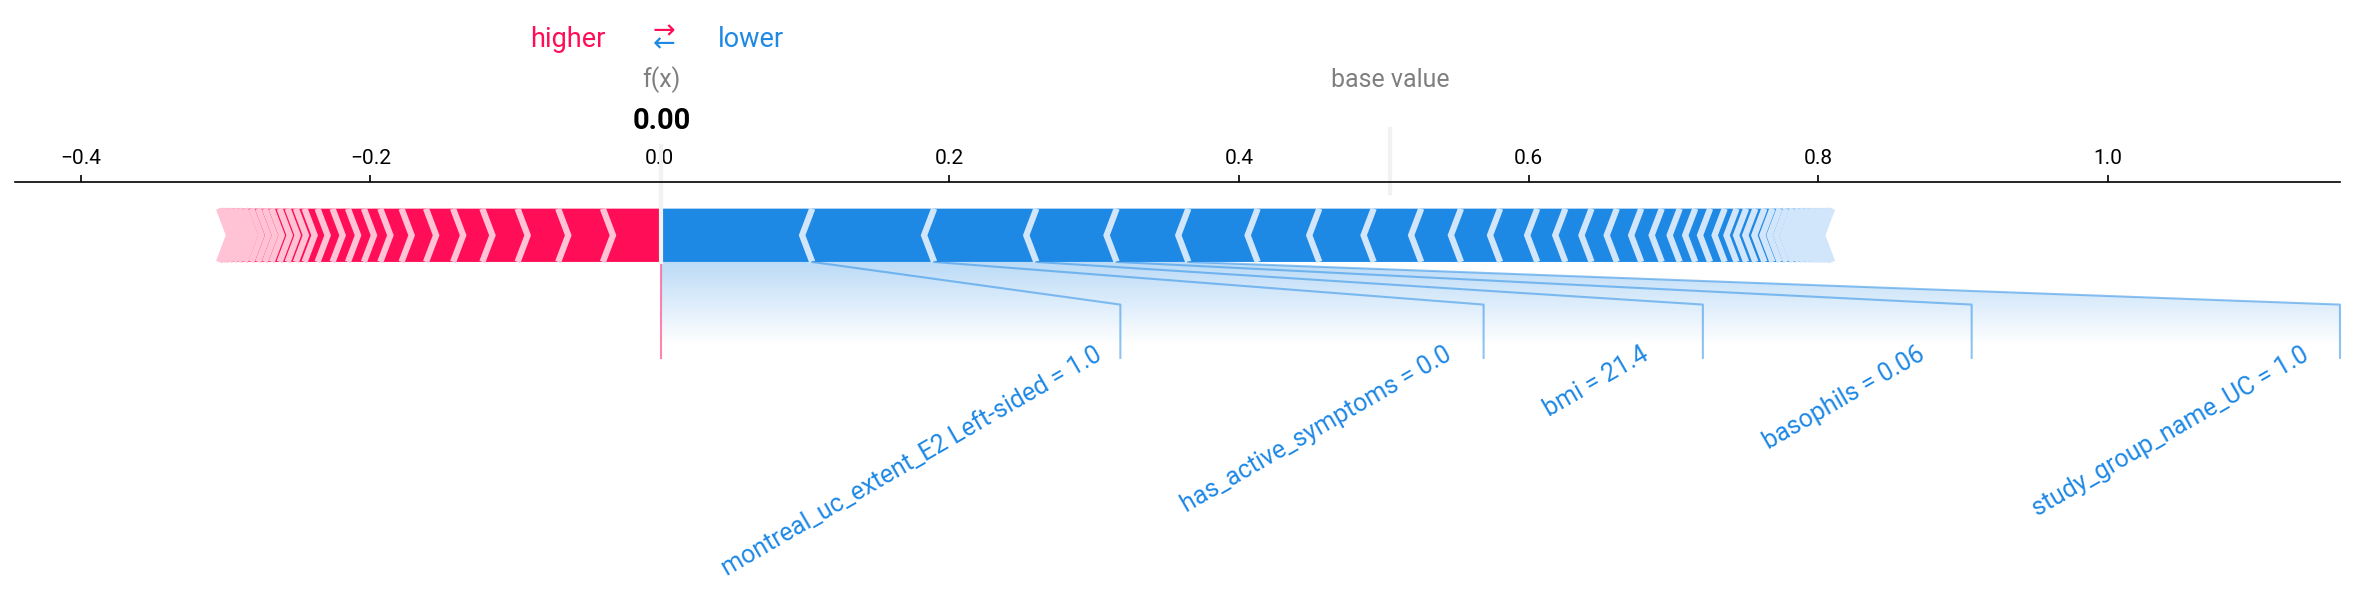 higher ⇄ lower
f(x)
base value
0.00
−0.4 −0.2 0.0 0.2 0.4 0.6 0.8 1.0
montreal_uc_extent_E2 Left-sided = 1.0
has_active_symptoms = 0.0
bmi = 21.4
basophils = 0.06
study_group_name_UC = 1.0